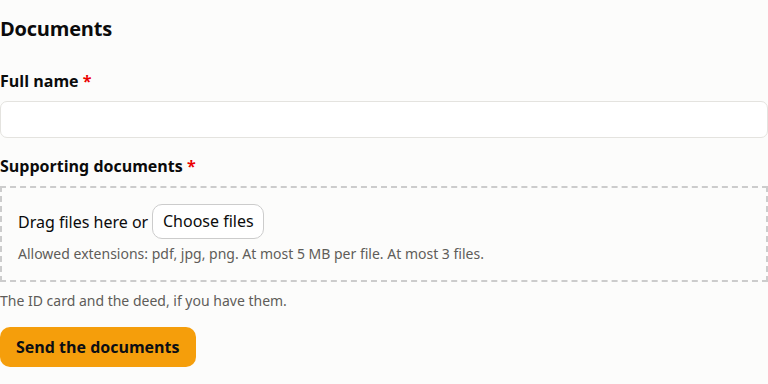 Documents
Full name *
Supporting documents *
Drag files here or Choose files
Allowed extensions: pdf, jpg, png. At most 5 MB per file. At most 3 files.
The ID card and the deed, if you have them.
Send the documents